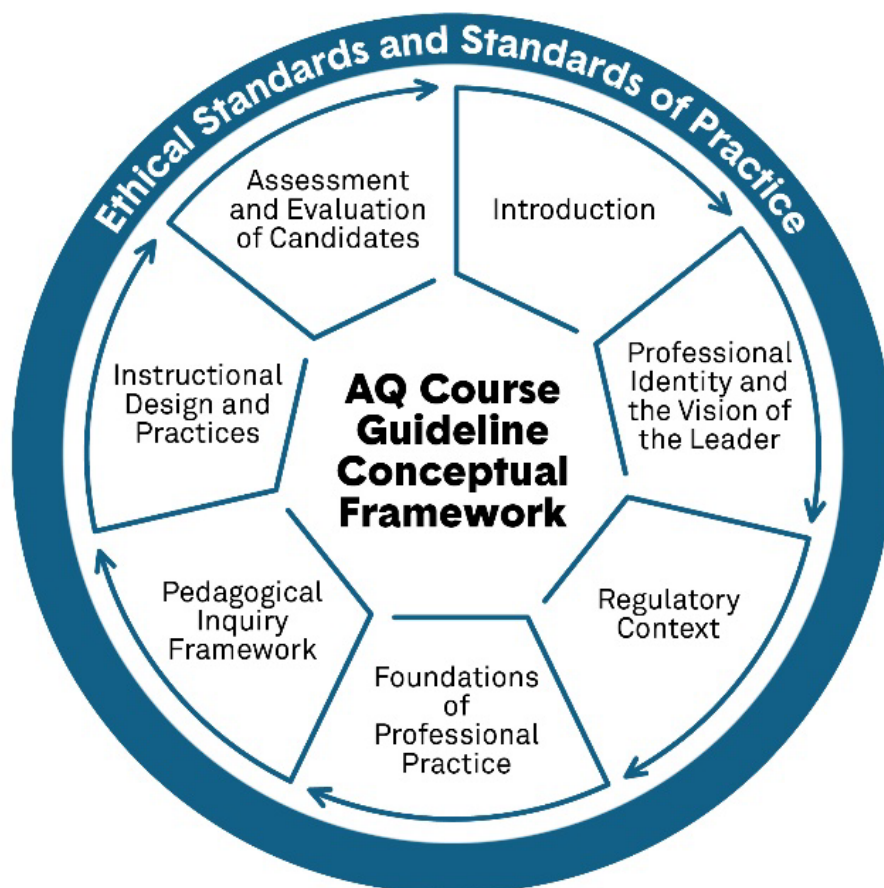 Ethical Standards and Standards of Practice
Introduction
Professional
Identity and
the Vision of
the Leader
Regulatory
Context
Foundations
of
Professional
Practice
Pedagogical
Inquiry
Framework
Instructional
Design and
Practices
Assessment
and Evaluation
of Candidates
AQ Course
Guideline
Conceptual
Framework